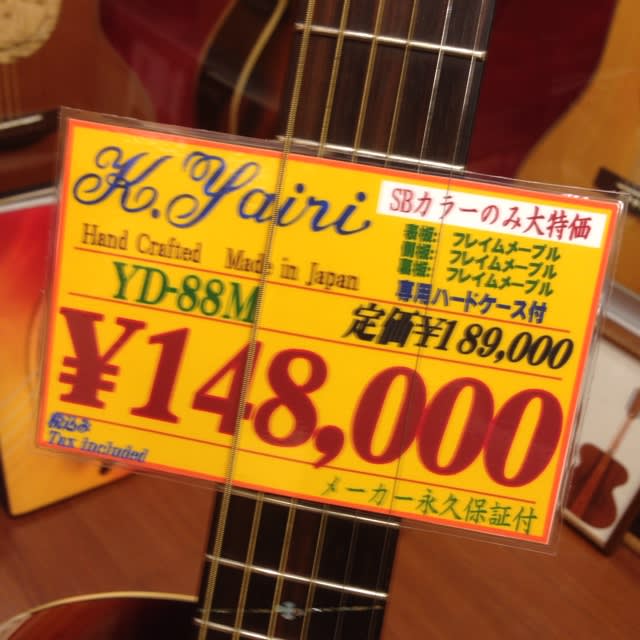 K.Yairi
SBカラーのみ大特価
Hand Crafted Made in Japan
表板: フレイムメープル
側板: フレイムメープル
裏板: フレイムメープル
専用ハードケース付
YD-88M
定価¥189,000
¥148,000
税込み
Tax included
メーカー永久保証付